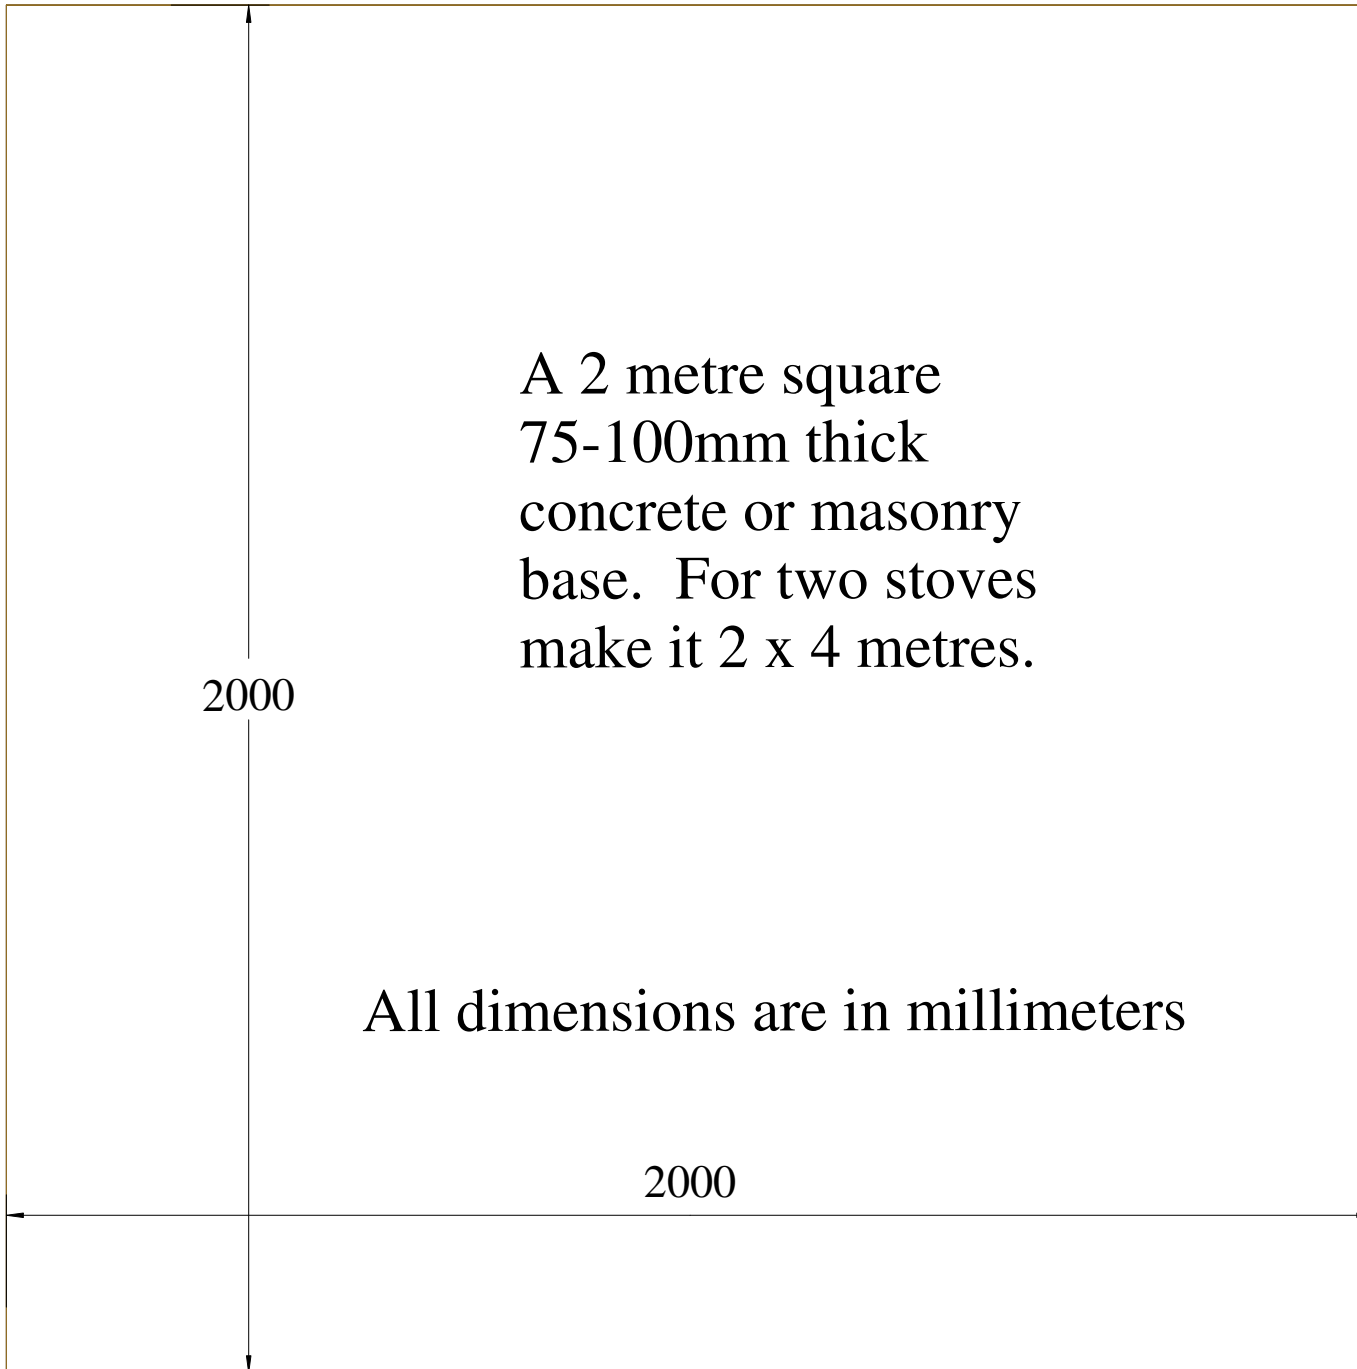 A 2 metre square
75-100mm thick
concrete or masonry
base.  For two stoves
make it 2 x 4 metres.
2000
All dimensions are in millimeters
2000